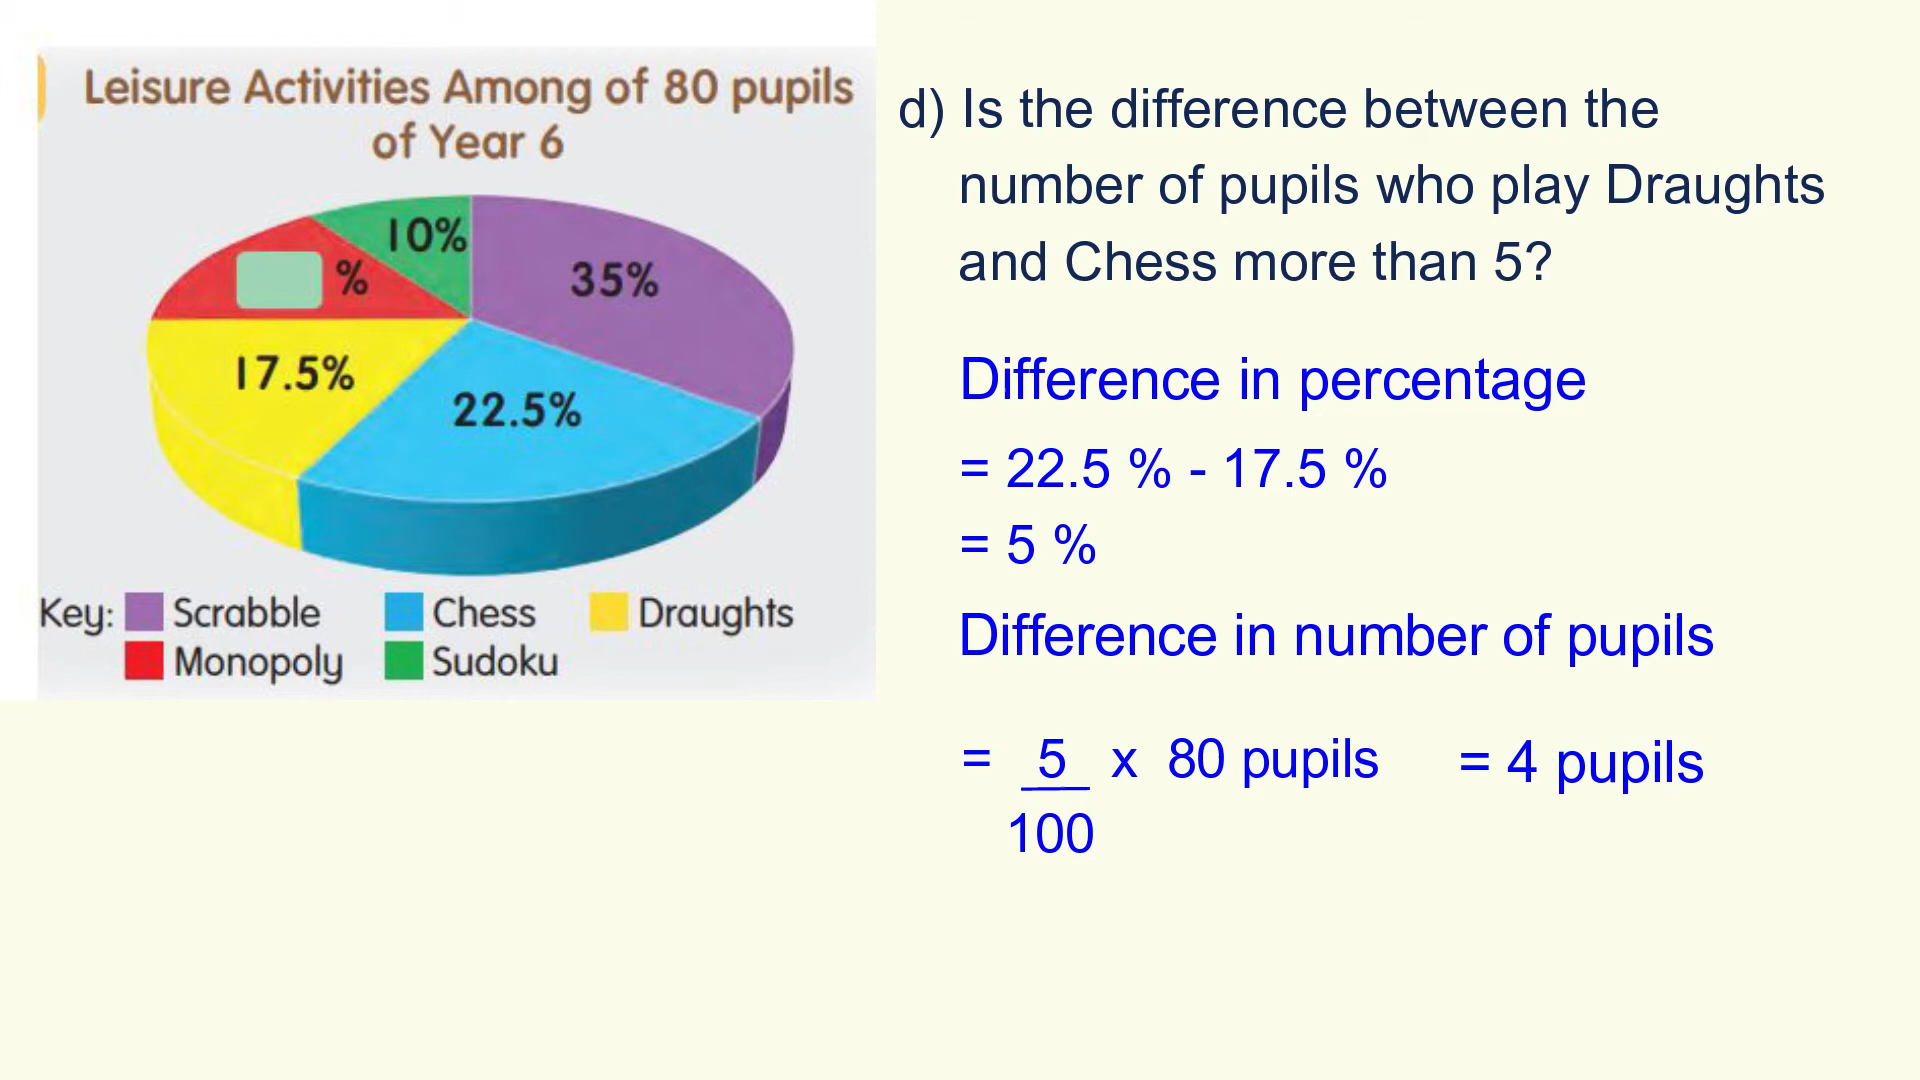 Leisure Activities Among of 80 pupils
of Year 6
10%
35%
%
17.5%
22.5%
Key: Scrabble Chess Draughts
Monopoly Sudoku
d) Is the difference between the
number of pupils who play Draughts
and Chess more than 5?
Difference in percentage
= 22.5 % - 17.5 %
= 5 %
Difference in number of pupils
= 5 x 80 pupils = 4 pupils
100